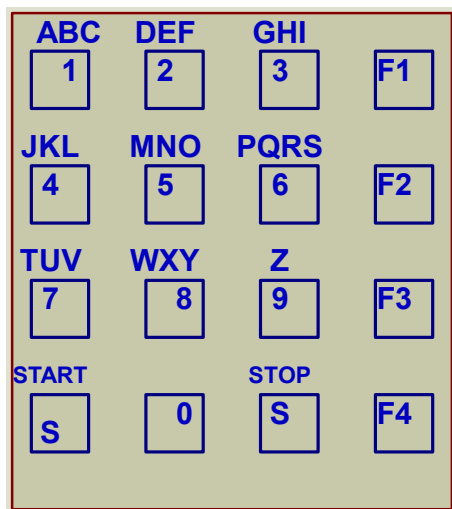 ABC DEF GHI
1 2 3 F1
JKL MNO PQRS
4 5 6 F2
TUV WXY Z
7 8 9 F3
START STOP
S 0 S F4